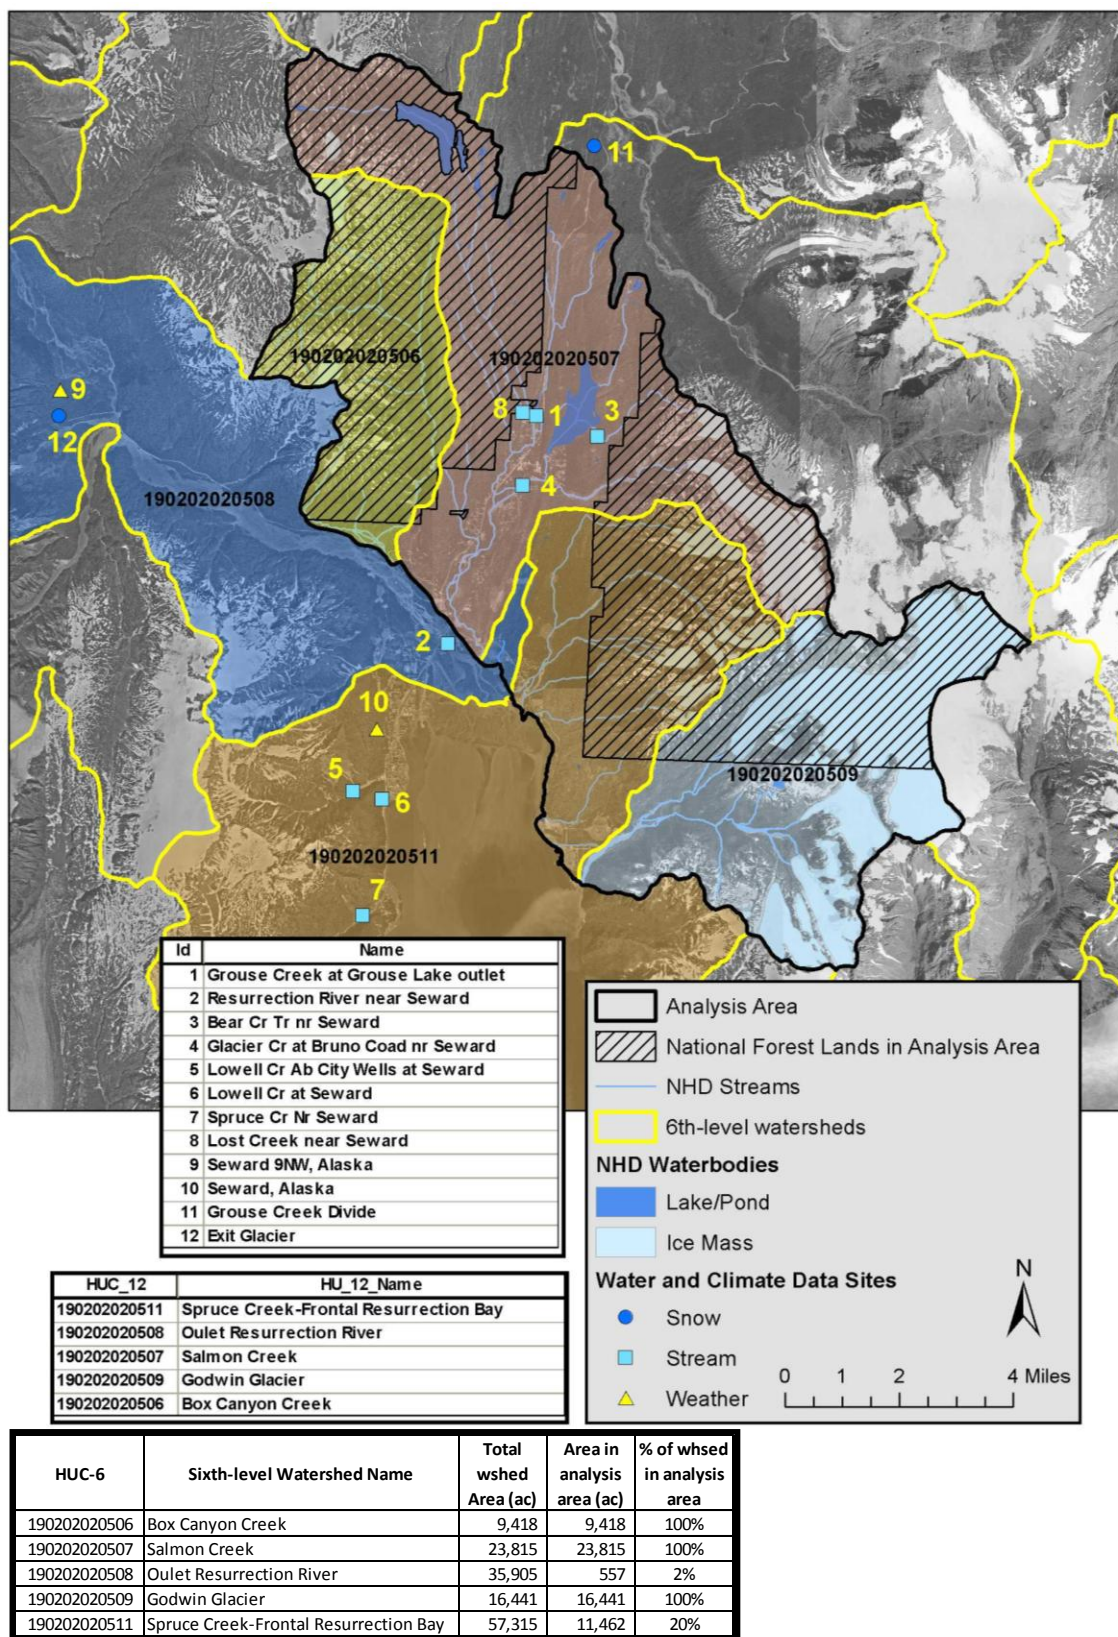 11
190202020506
190202020507
9
8
1
3
12
190202020508
4
2
10
190202020509
5
6
190202020511
7
Id Name
1 Grouse Creek at Grouse Lake outlet
2 Resurrection River near Seward
3 Bear Cr Tr nr Seward
4 Glacier Cr at Bruno Coad nr Seward
5 Lowell Cr Ab City Wells at Seward
6 Lowell Cr at Seward
7 Spruce Cr Nr Seward
8 Lost Creek near Seward
9 Seward 9NW, Alaska
10 Seward, Alaska
11 Grouse Creek Divide
12 Exit Glacier
HUC_12 HU_12_Name
190202020511 Spruce Creek-Frontal Resurrection Bay
190202020508 Oulet Resurrection River
190202020507 Salmon Creek
190202020509 Godwin Glacier
190202020506 Box Canyon Creek
Analysis Area
National Forest Lands in Analysis Area
NHD Streams
6th-level watersheds
NHD Waterbodies
Lake/Pond
Ice Mass
Water and Climate Data Sites
Snow
Stream
Weather
N
0 1 2 4 Miles
HUC-6 Sixth-level Watershed Name Total wshed Area (ac) Area in analysis area (ac) % of whsed in analysis area
190202020506 Box Canyon Creek 9,418 9,418 100%
190202020507 Salmon Creek 23,815 23,815 100%
190202020508 Oulet Resurrection River 35,905 557 2%
190202020509 Godwin Glacier 16,441 16,441 100%
190202020511 Spruce Creek-Frontal Resurrection Bay 57,315 11,462 20%